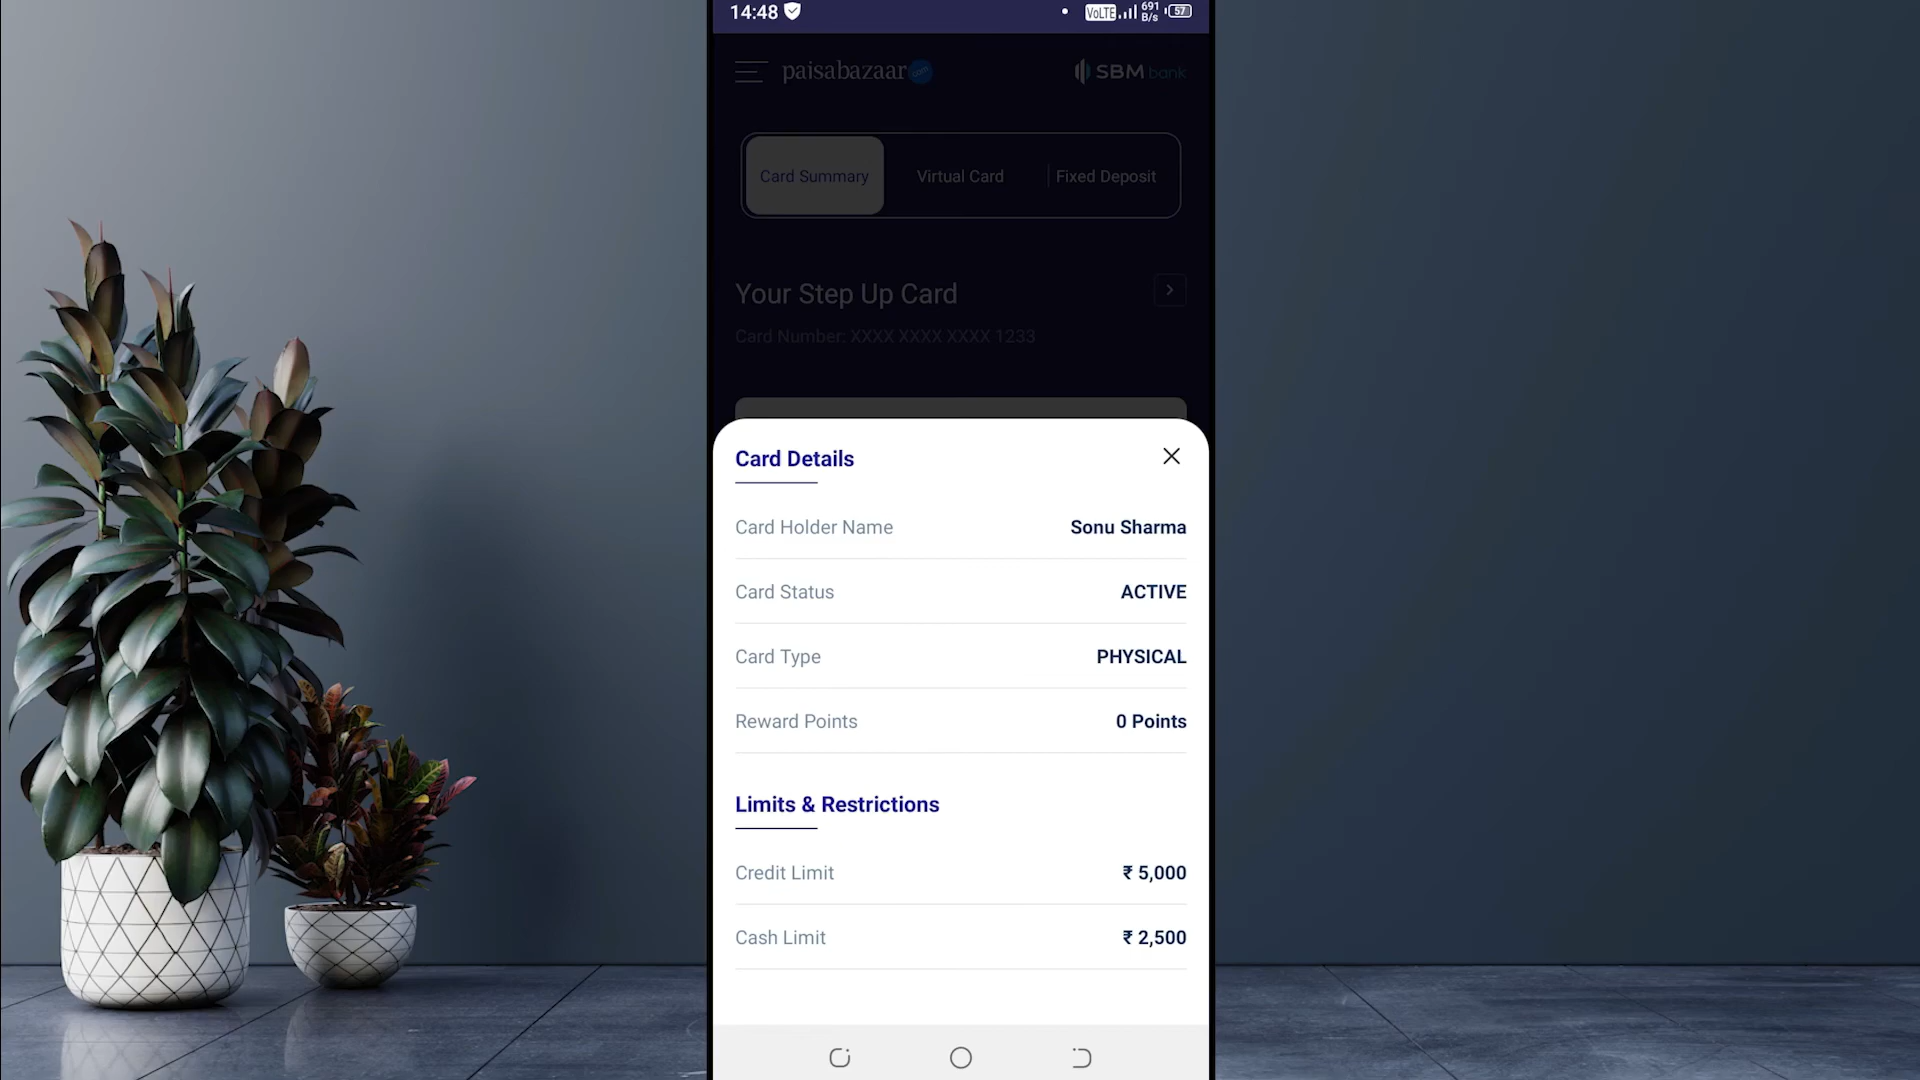 14:48 VoLTE 691 B/s 57
paisabazaar.com SBM bank
Card Summary Virtual Card Fixed Deposit
Your Step Up Card
Card Number: XXXX XXXX XXXX 1233
Card Details
Card Holder Name Sonu Sharma
Card Status ACTIVE
Card Type PHYSICAL
Reward Points 0 Points
Limits & Restrictions
Credit Limit ₹ 5,000
Cash Limit ₹ 2,500